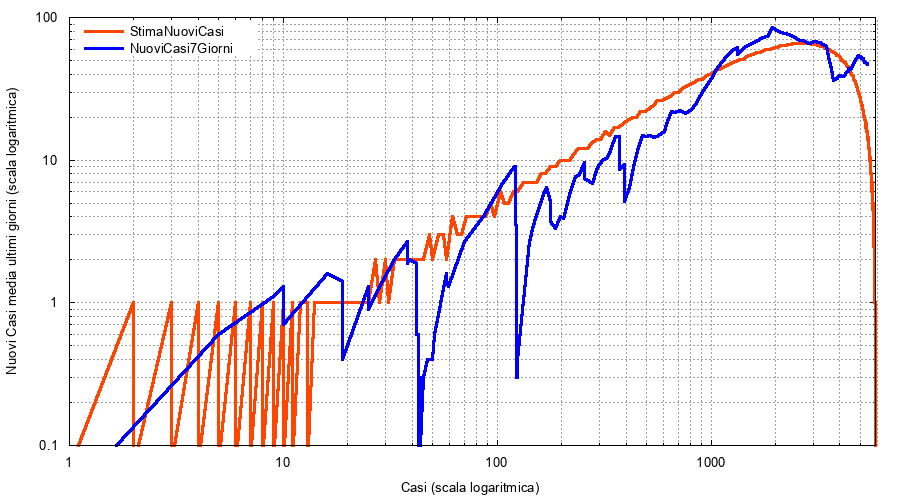 100
StimaNuoviCasi
NuoviCasi7Giorni
10
1
0.1
Nuovi Casi media ultimi giorni (scala logaritmica)
1
10
100
1000
Casi (scala logaritmica)